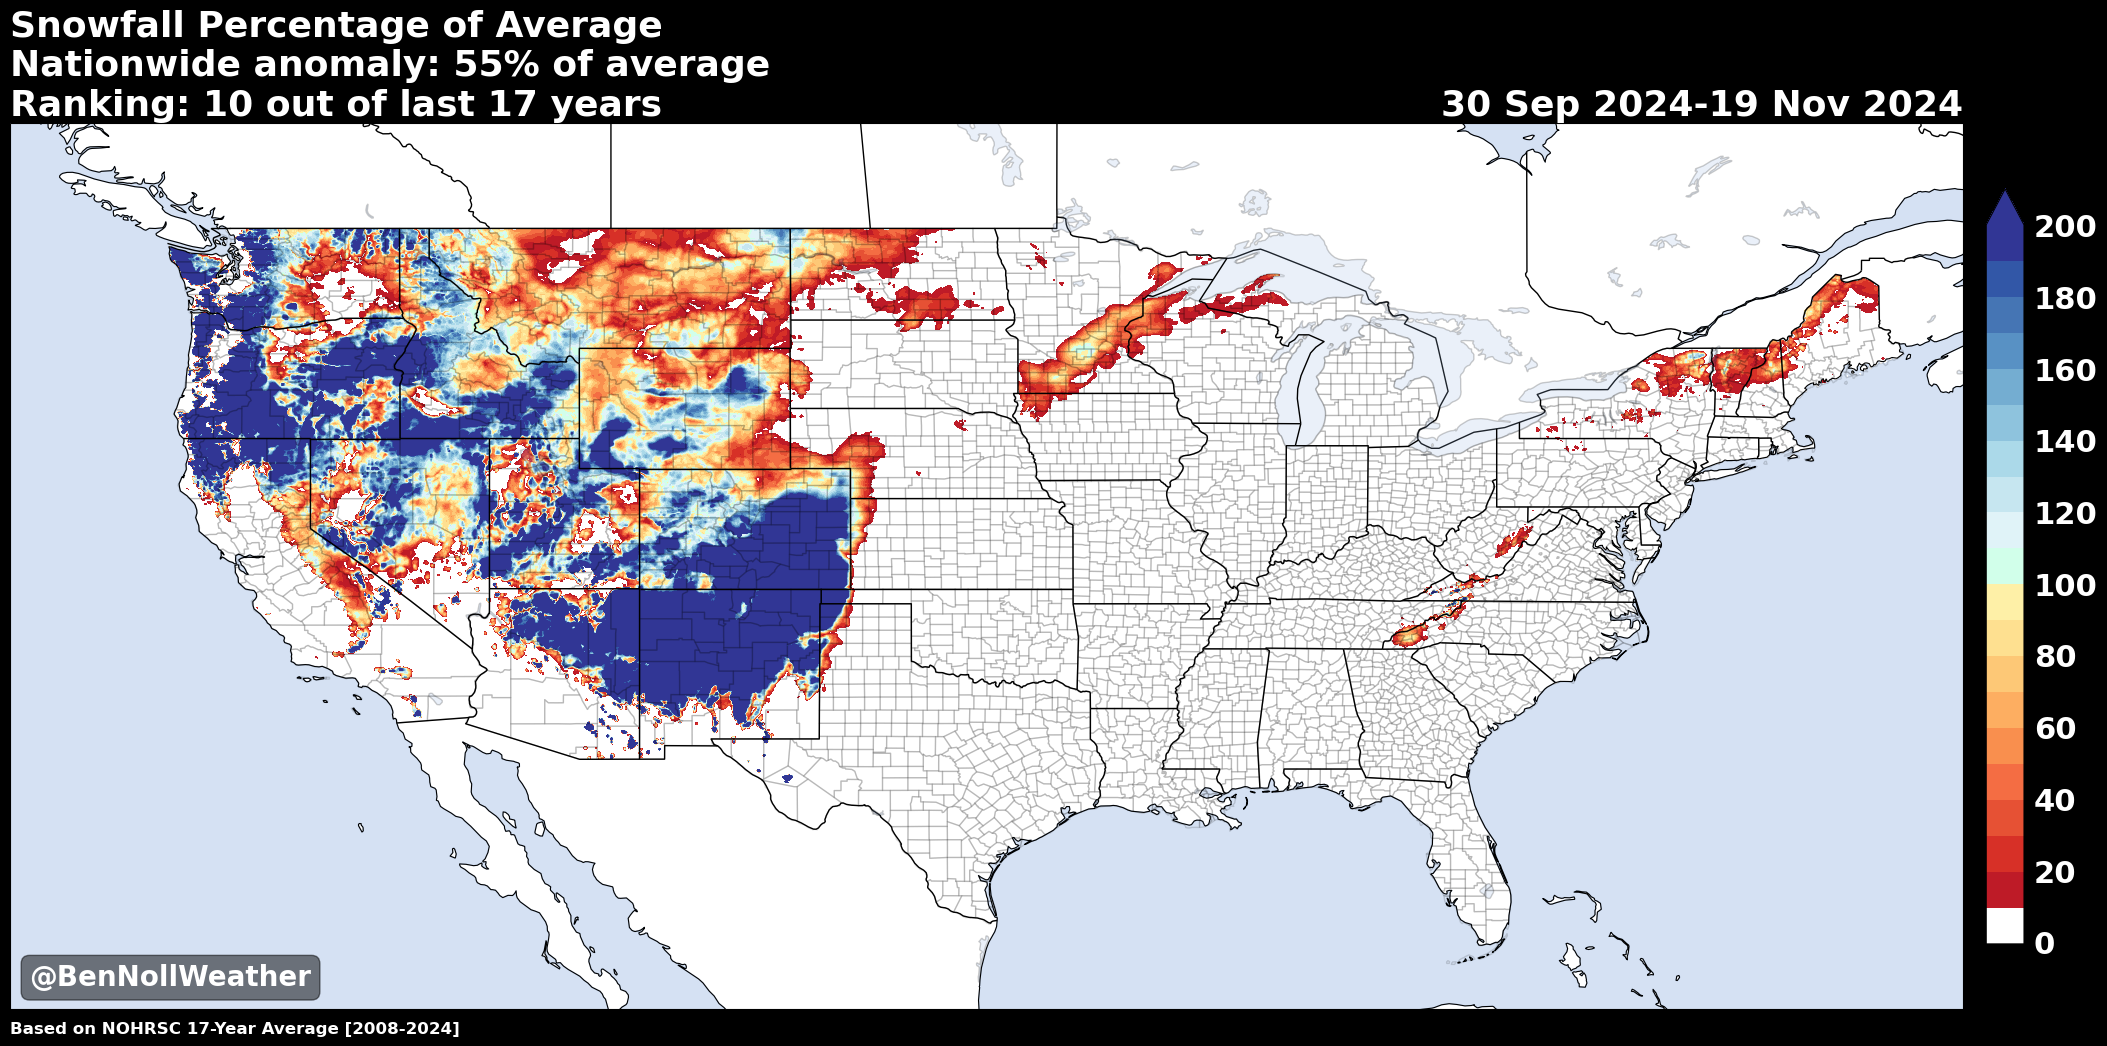 Snowfall Percentage of Average
Nationwide anomaly: 55% of average
Ranking: 10 out of last 17 years
30 Sep 2024-19 Nov 2024
200
180
160
140
120
100
80
60
40
20
0
@BenNollWeather
Based on NOHRSC 17-Year Average [2008-2024]